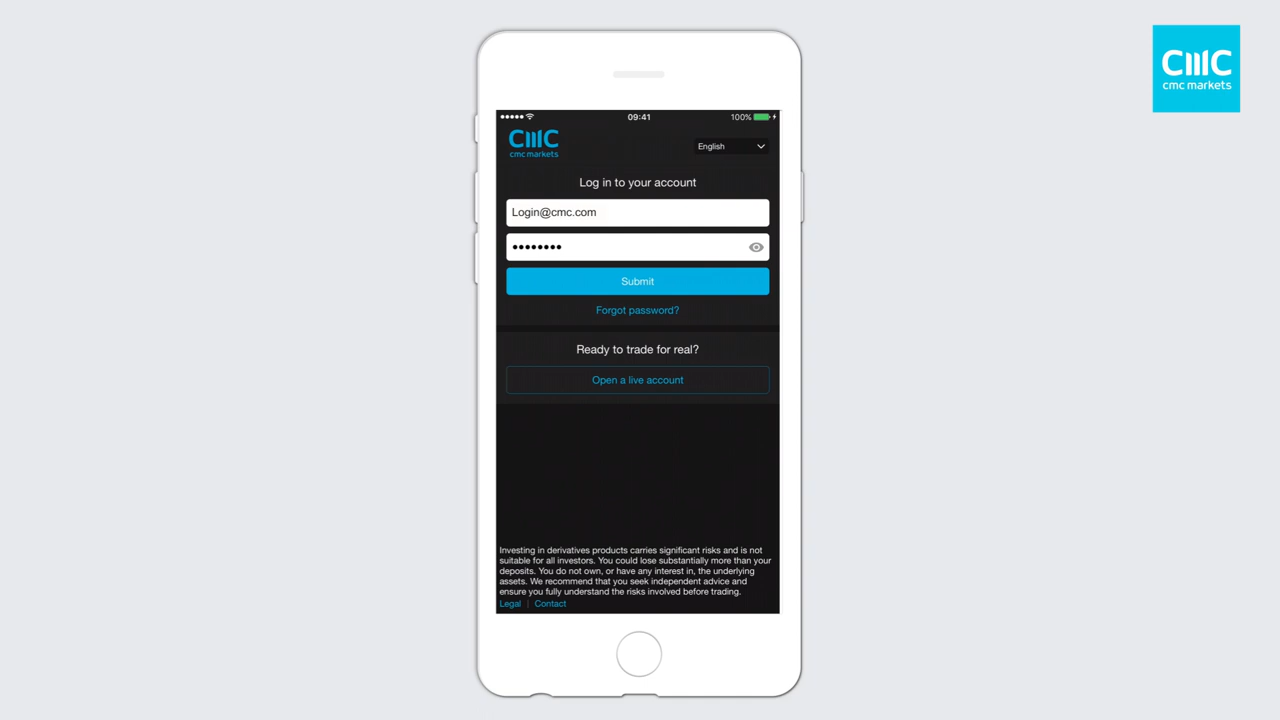 CMC
cmc markets
09:41
100%
CMC
cmc markets
English
Log in to your account
Login@cmc.com
••••••••
Submit
Forgot password?
Ready to trade for real?
Open a live account
Investing in derivatives products carries significant risks and is not
suitable for all investors. You could lose substantially more than your
deposits. You do not own, or have any interest in, the underlying
assets. We recommend that you seek independent advice and
ensure you fully understand the risks involved before trading.
Legal | Contact